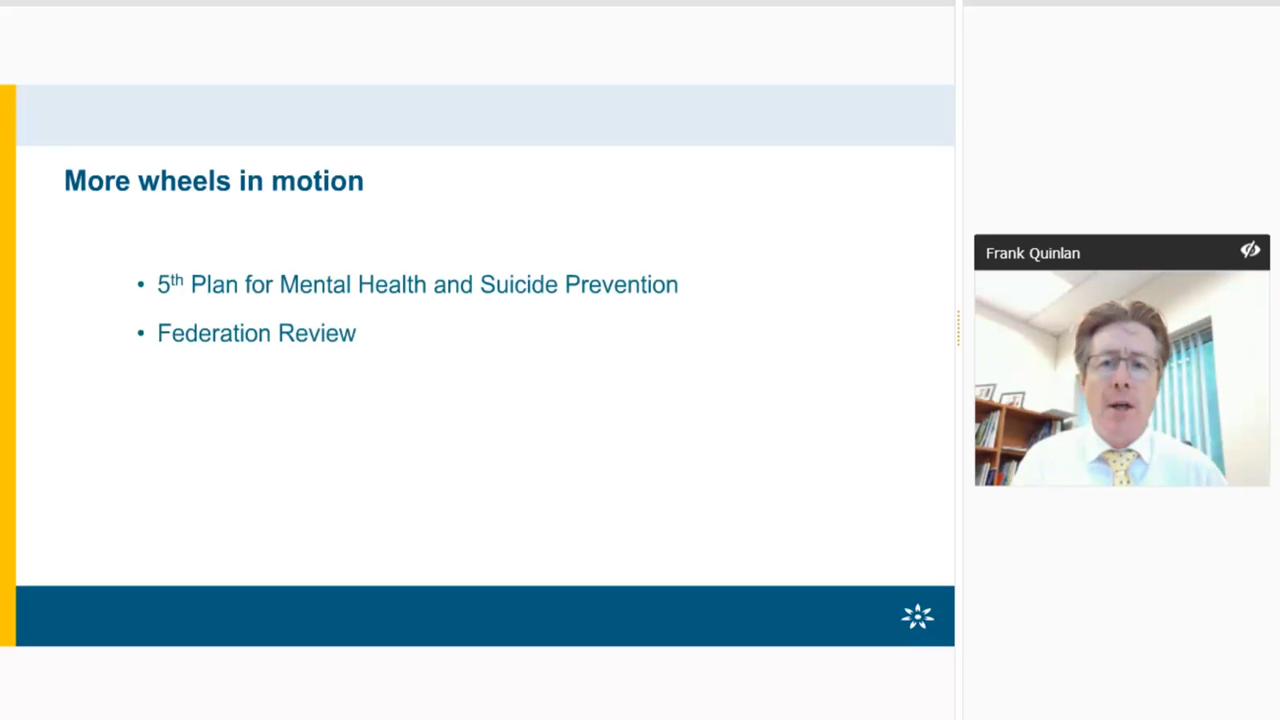 More wheels in motion
• 5th Plan for Mental Health and Suicide Prevention
• Federation Review
Frank Quinlan